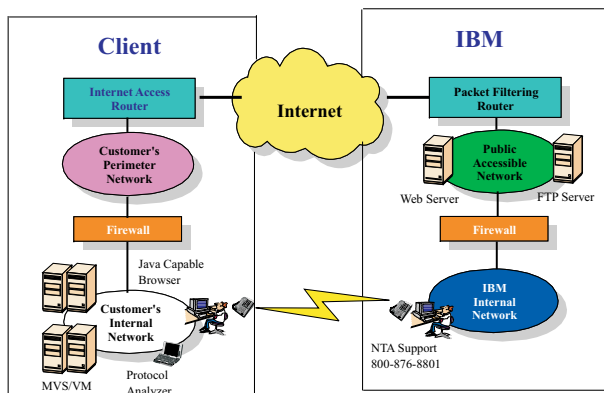 Client
IBM
Internet Access
Router
Internet
Packet Filtering
Router
Customer's
Perimeter
Network
Public
Accessible
Network
Web Server
FTP Server
Firewall
Firewall
Java Capable
Browser
Customer's
Internal
Network
IBM
Internal
Network
MVS/VM
Protocol
Analyzer
NTA Support
800-876-8801